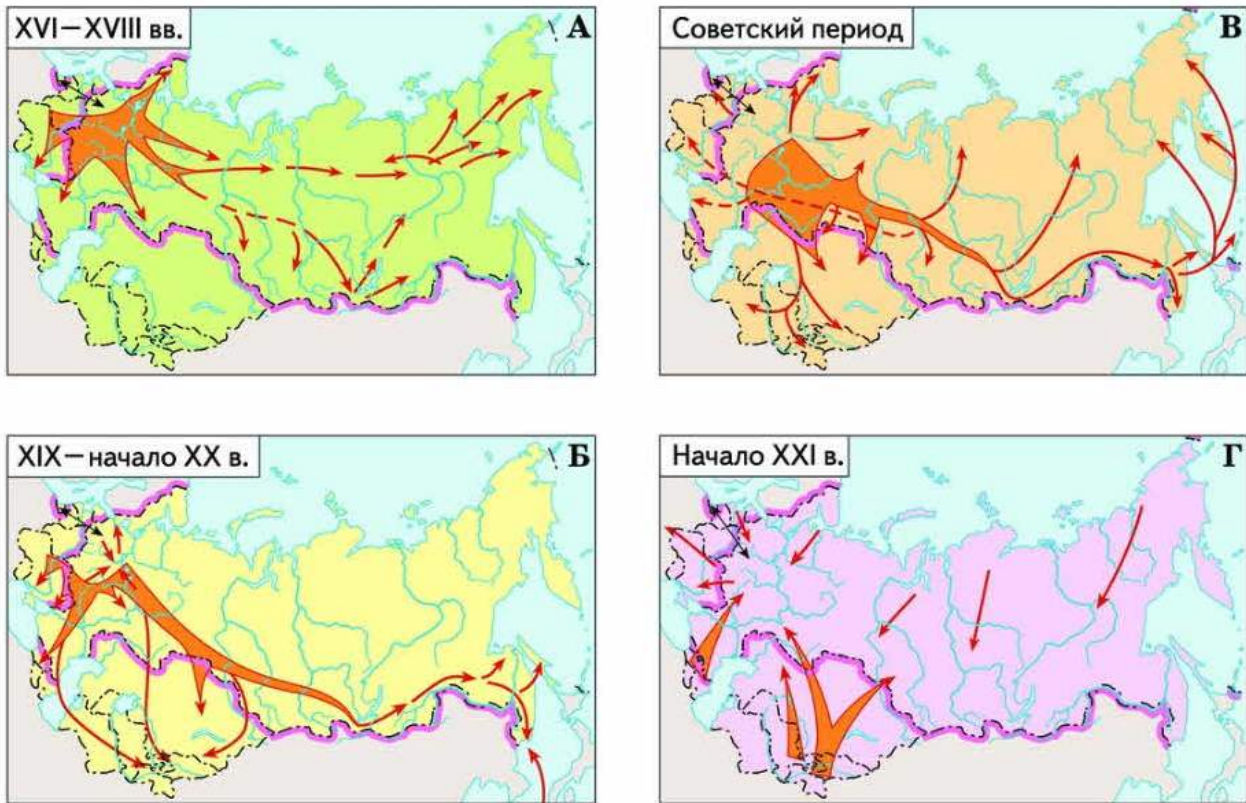 XVI–XVIII вв.
А
Советский период
В
XIX–начало XX в.
Б
Начало XXI в.
Г